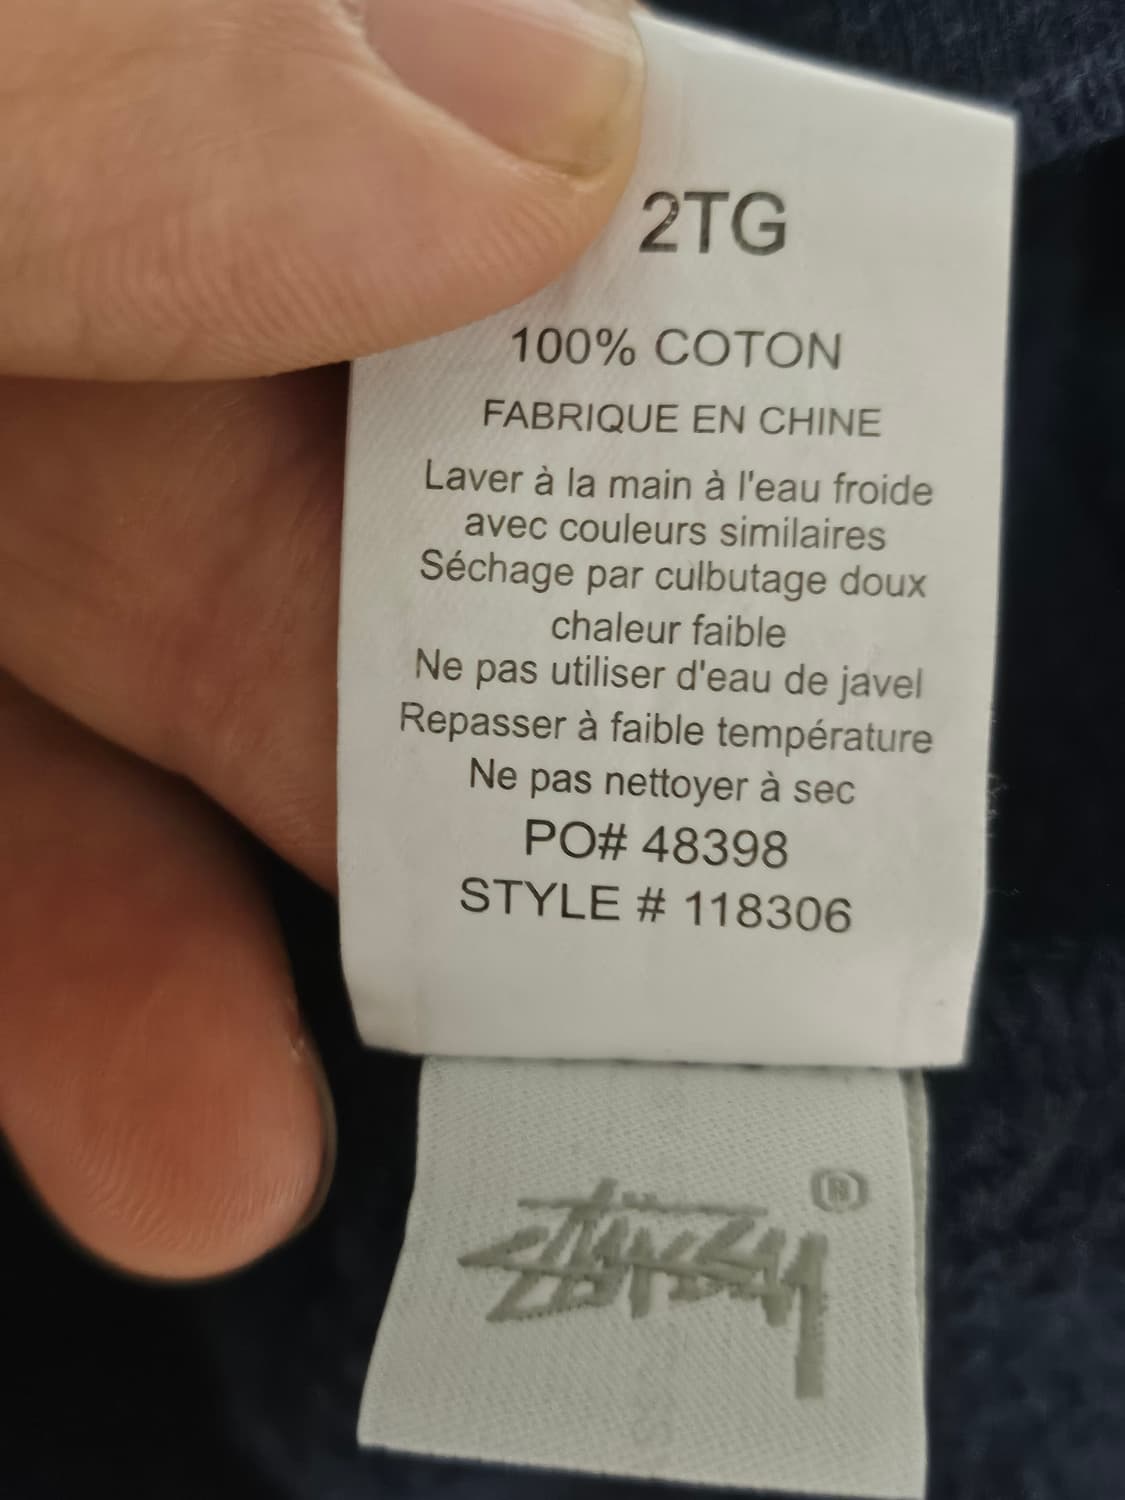 2TG
100% COTON
FABRIQUE EN CHINE
Laver à la main à l'eau froide
avec couleurs similaires
Séchage par culbutage doux
chaleur faible
Ne pas utiliser d'eau de javel
Repasser à faible température
Ne pas nettoyer à sec
PO# 48398
STYLE # 118306
STÜSSY ®